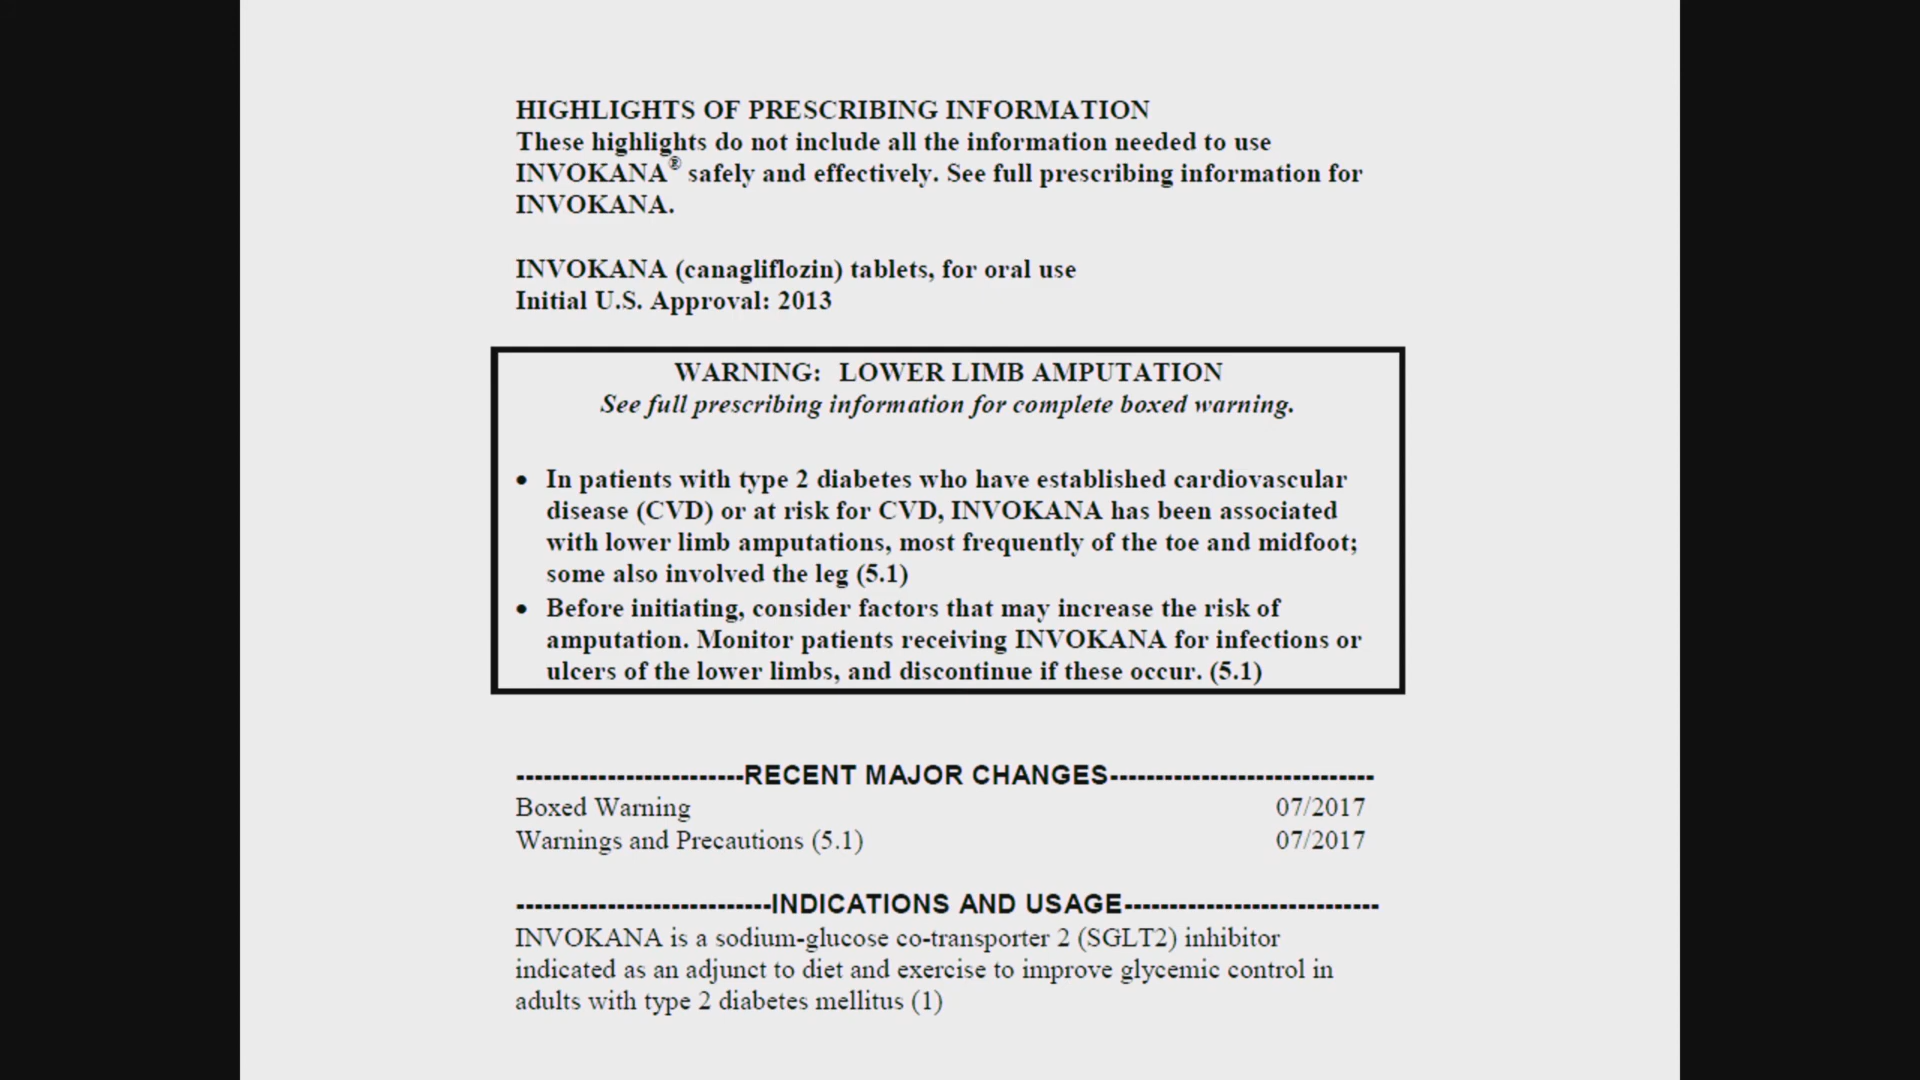 HIGHLIGHTS OF PRESCRIBING INFORMATION
These highlights do not include all the information needed to use
INVOKANA® safely and effectively. See full prescribing information for
INVOKANA.
INVOKANA (canagliflozin) tablets, for oral use
Initial U.S. Approval: 2013
WARNING: LOWER LIMB AMPUTATION
See full prescribing information for complete boxed warning.
• In patients with type 2 diabetes who have established cardiovascular
disease (CVD) or at risk for CVD, INVOKANA has been associated
with lower limb amputations, most frequently of the toe and midfoot;
some also involved the leg (5.1)
• Before initiating, consider factors that may increase the risk of
amputation. Monitor patients receiving INVOKANA for infections or
ulcers of the lower limbs, and discontinue if these occur. (5.1)
-------------------------RECENT MAJOR CHANGES-----------------------------
Boxed Warning 07/2017
Warnings and Precautions (5.1) 07/2017
----------------------------INDICATIONS AND USAGE----------------------------
INVOKANA is a sodium-glucose co-transporter 2 (SGLT2) inhibitor
indicated as an adjunct to diet and exercise to improve glycemic control in
adults with type 2 diabetes mellitus (1)